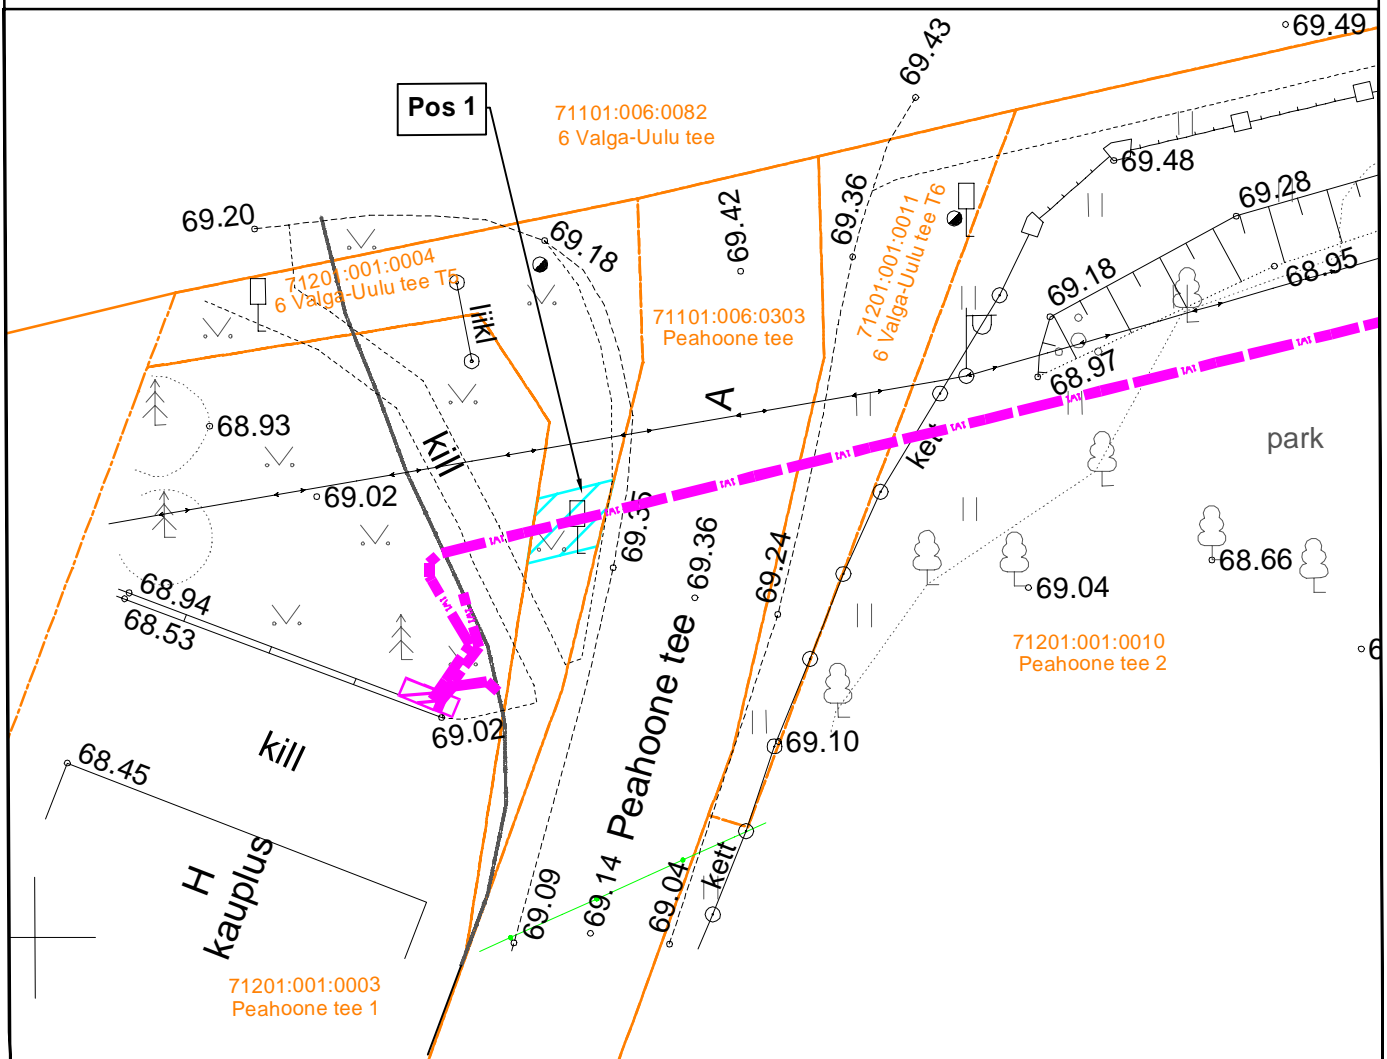 69.49
69.43
Pos 1
71101:006:0082
6 Valga-Uulu tee
69.48
69.20
69.18
69.42
69.36
71201:001:0011
6 Valga-Uulu tee T6
69.28
71201:001:0004
6 Valga-Uulu tee T5
liikl
69.18
68.95
71101:006:0303
Peahoone tee
68.97
A
68.93
kill
kett
park
69.02
69.35
69.36
69.24
68.94
68.53
69.04
68.66
71201:001:0010
Peahoone tee 2
69.02
kill
Peahoone tee
69.10
68.45
H
kauplus
69.09
69.14
69.04
kett
71201:001:0003
Peahoone tee 1